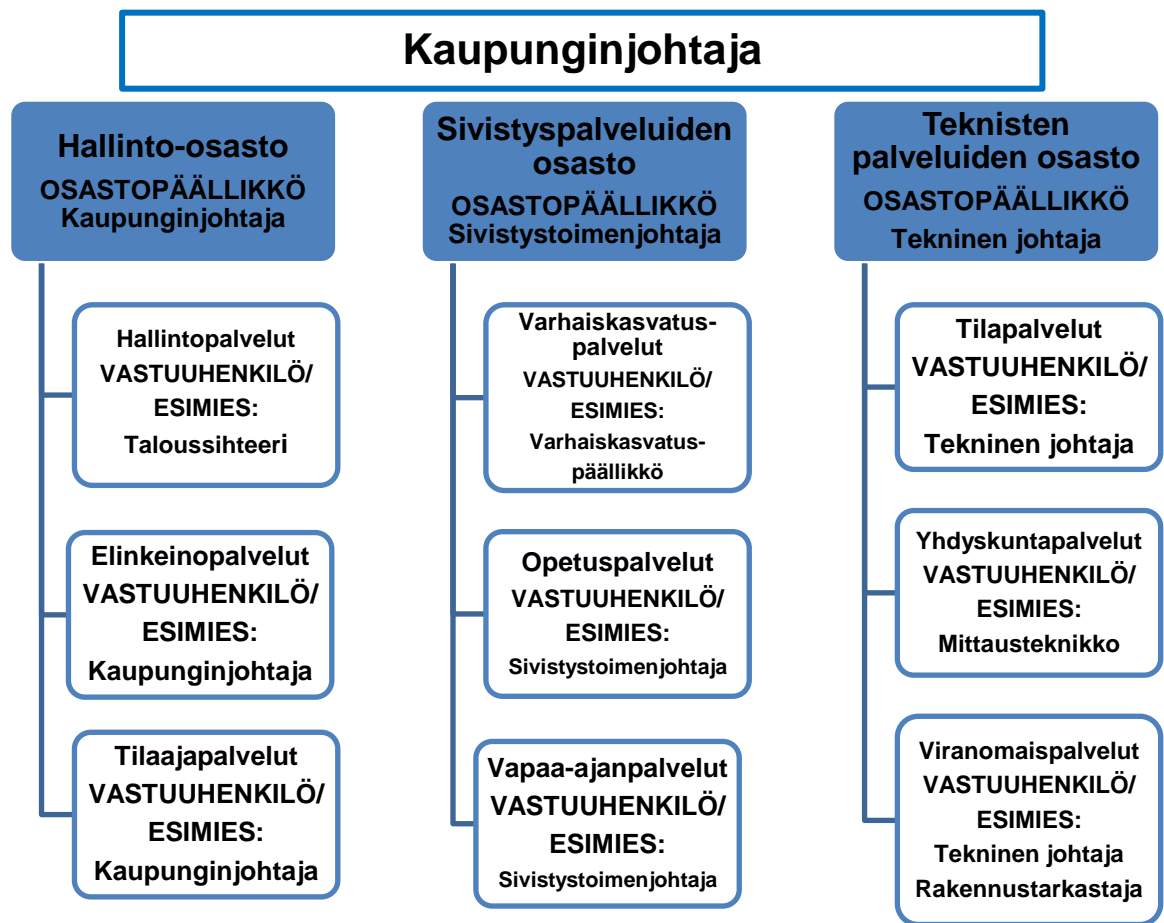 Kaupunginjohtaja
Hallinto-osasto
OSASTOPÄÄLLIKKÖ
Kaupunginjohtaja
Hallintopalvelut
VASTUUHENKILÖ/
ESIMIES:
Taloussihteeri
Elinkeinopalvelut
VASTUUHENKILÖ/
ESIMIES:
Kaupunginjohtaja
Tilaajapalvelut
VASTUUHENKILÖ/
ESIMIES:
Kaupunginjohtaja
Sivistyspalveluiden
osasto
OSASTOPÄÄLLIKKÖ
Sivistystoimenjohtaja
Varhaiskasvatus-
palvelut
VASTUUHENKILÖ/
ESIMIES:
Varhaiskasvatus-
päällikkö
Opetuspalvelut
VASTUUHENKILÖ/
ESIMIES:
Sivistystoimenjohtaja
Vapaa-ajanpalvelut
VASTUUHENKILÖ/
ESIMIES:
Sivistystoimenjohtaja
Teknisten
palveluiden osasto
OSASTOPÄÄLLIKKÖ
Tekninen johtaja
Tilapalvelut
VASTUUHENKILÖ/
ESIMIES:
Tekninen johtaja
Yhdyskuntapalvelut
VASTUUHENKILÖ/
ESIMIES:
Mittausteknikko
Viranomaispalvelut
VASTUUHENKILÖ/
ESIMIES:
Tekninen johtaja
Rakennustarkastaja